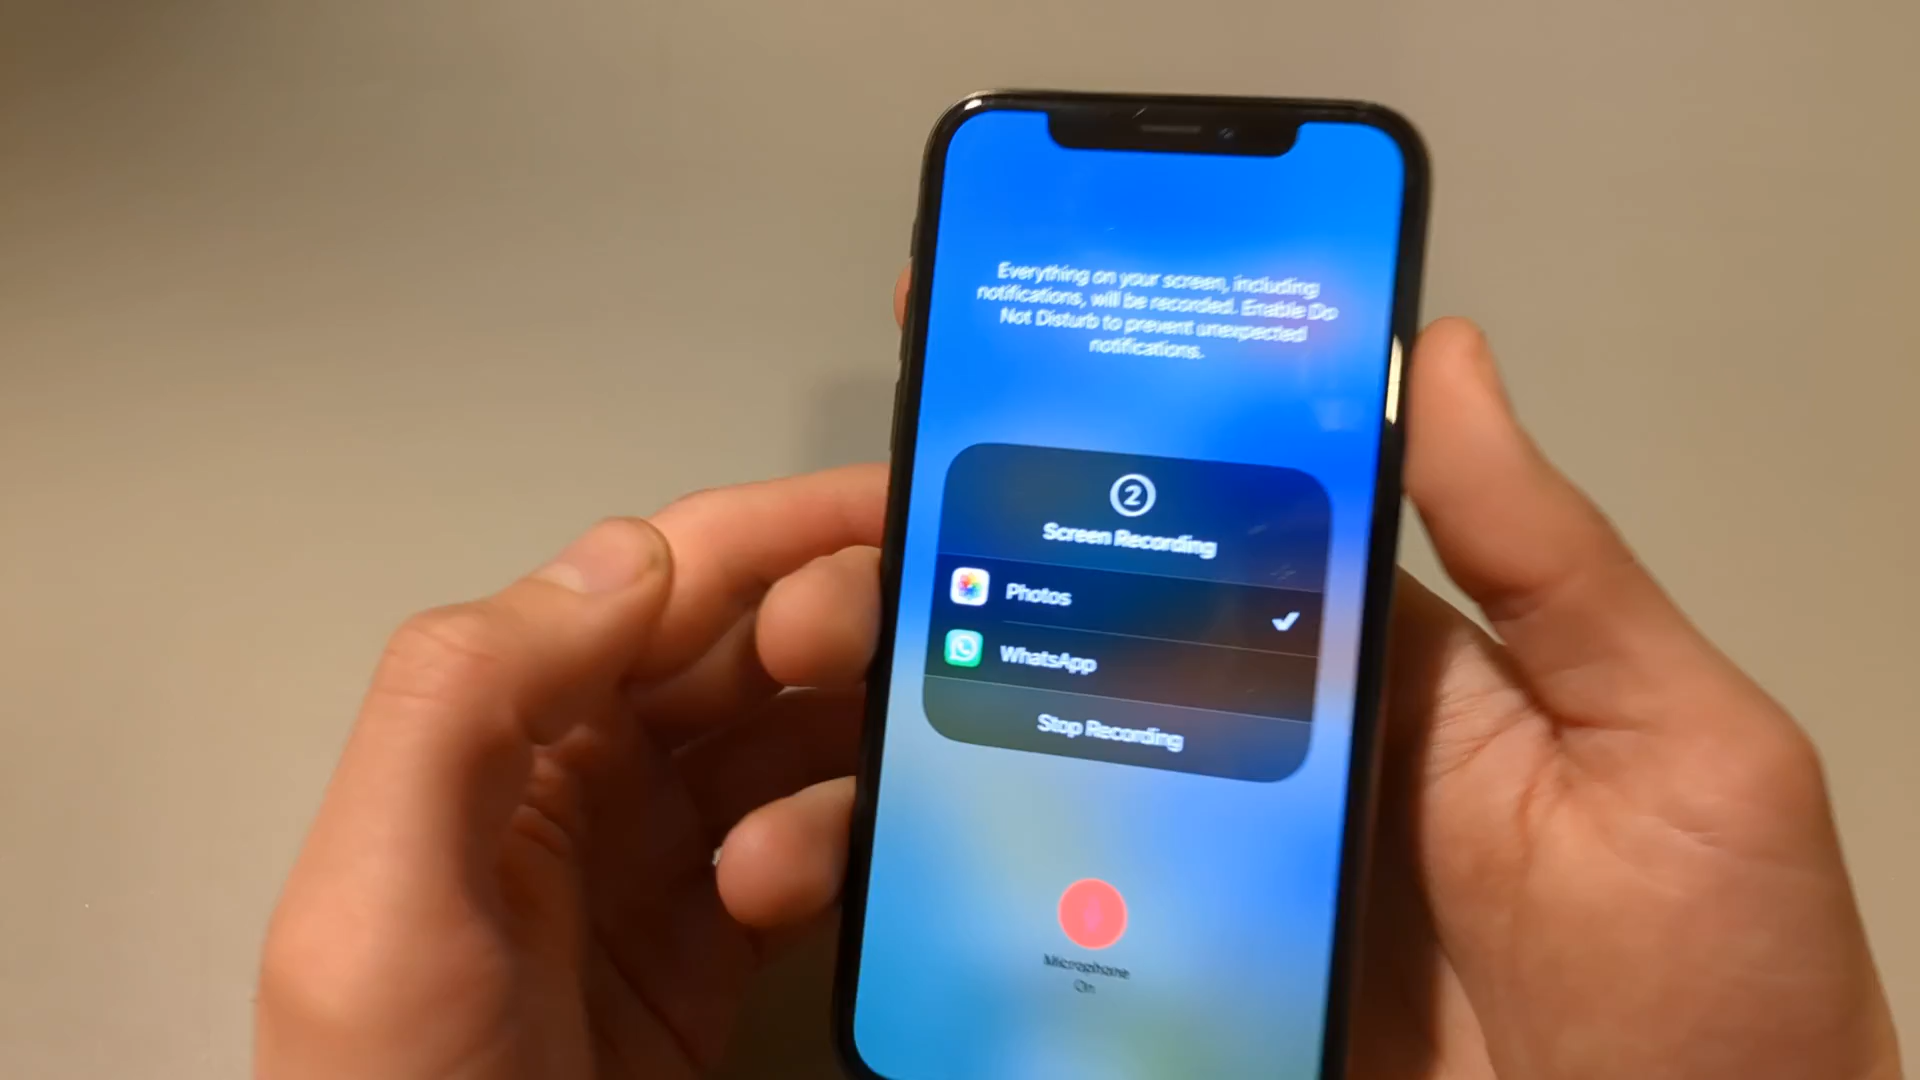 Everything on your screen, including
notifications, will be recorded. Enable Do
Not Disturb to prevent unexpected
notifications.
2
Screen Recording
Photos
WhatsApp
Stop Recording
Microphone
On